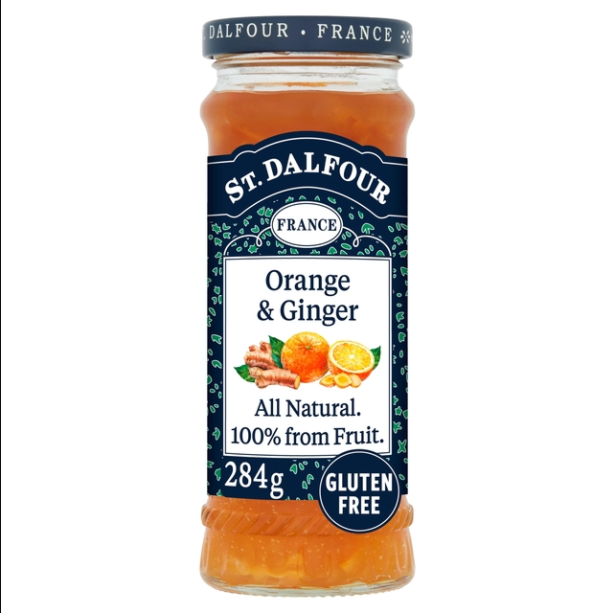 DALFOUR · FRANCE
ST. DALFOUR
FRANCE
Orange
& Ginger
All Natural.
100% from Fruit.
284g
GLUTEN
FREE